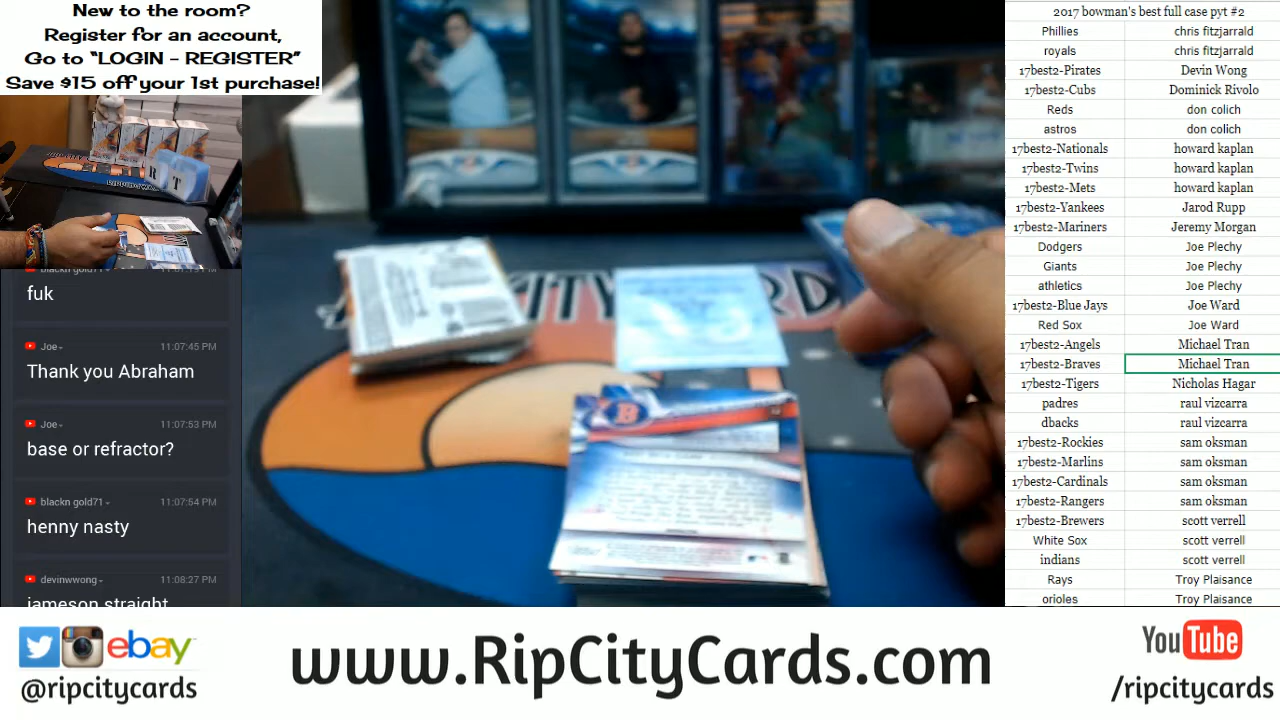 New to the room?
Register for an account,
Go to “LOGIN - REGISTER”
Save $15 off your 1st purchase!
fuk
Joe
11:07:45 PM
Thank you Abraham
Joe
11:07:53 PM
base or refractor?
blackn gold71
11:07:54 PM
henny nasty
devinwwong
11:08:27 PM
jameson straight
B
2017 bowman's best full case pyt #2
Phillies chris fitzjarrald
royals chris fitzjarrald
17best2-Pirates Devin Wong
17best2-Cubs Dominick Rivolo
Reds don colich
astros don colich
17best2-Nationals howard kaplan
17best2-Twins howard kaplan
17best2-Mets howard kaplan
17best2-Yankees Jarod Rupp
17best2-Mariners Jeremy Morgan
Dodgers Joe Plechy
Giants Joe Plechy
athletics Joe Plechy
17best2-Blue Jays Joe Ward
Red Sox Joe Ward
17best2-Angels Michael Tran
17best2-Braves Michael Tran
17best2-Tigers Nicholas Hagar
padres raul vizcarra
dbacks raul vizcarra
17best2-Rockies sam oksman
17best2-Marlins sam oksman
17best2-Cardinals sam oksman
17best2-Rangers sam oksman
17best2-Brewers scott verrell
White Sox scott verrell
indians scott verrell
Rays Troy Plaisance
orioles Troy Plaisance
ebay
@ripcitycards
www.RipCityCards.com
You Tube
/ripcitycards